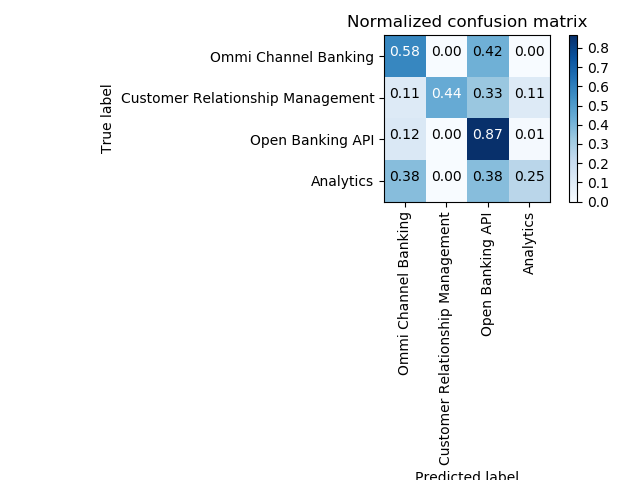 Normalized confusion matrix
True label
Ommi Channel Banking 0.58 0.00 0.42 0.00
Customer Relationship Management 0.11 0.44 0.33 0.11
Open Banking API 0.12 0.00 0.87 0.01
Analytics 0.38 0.00 0.38 0.25
Ommi Channel Banking
Customer Relationship Management
Open Banking API
Analytics
Predicted label
0.8
0.7
0.6
0.5
0.4
0.3
0.2
0.1
0.0